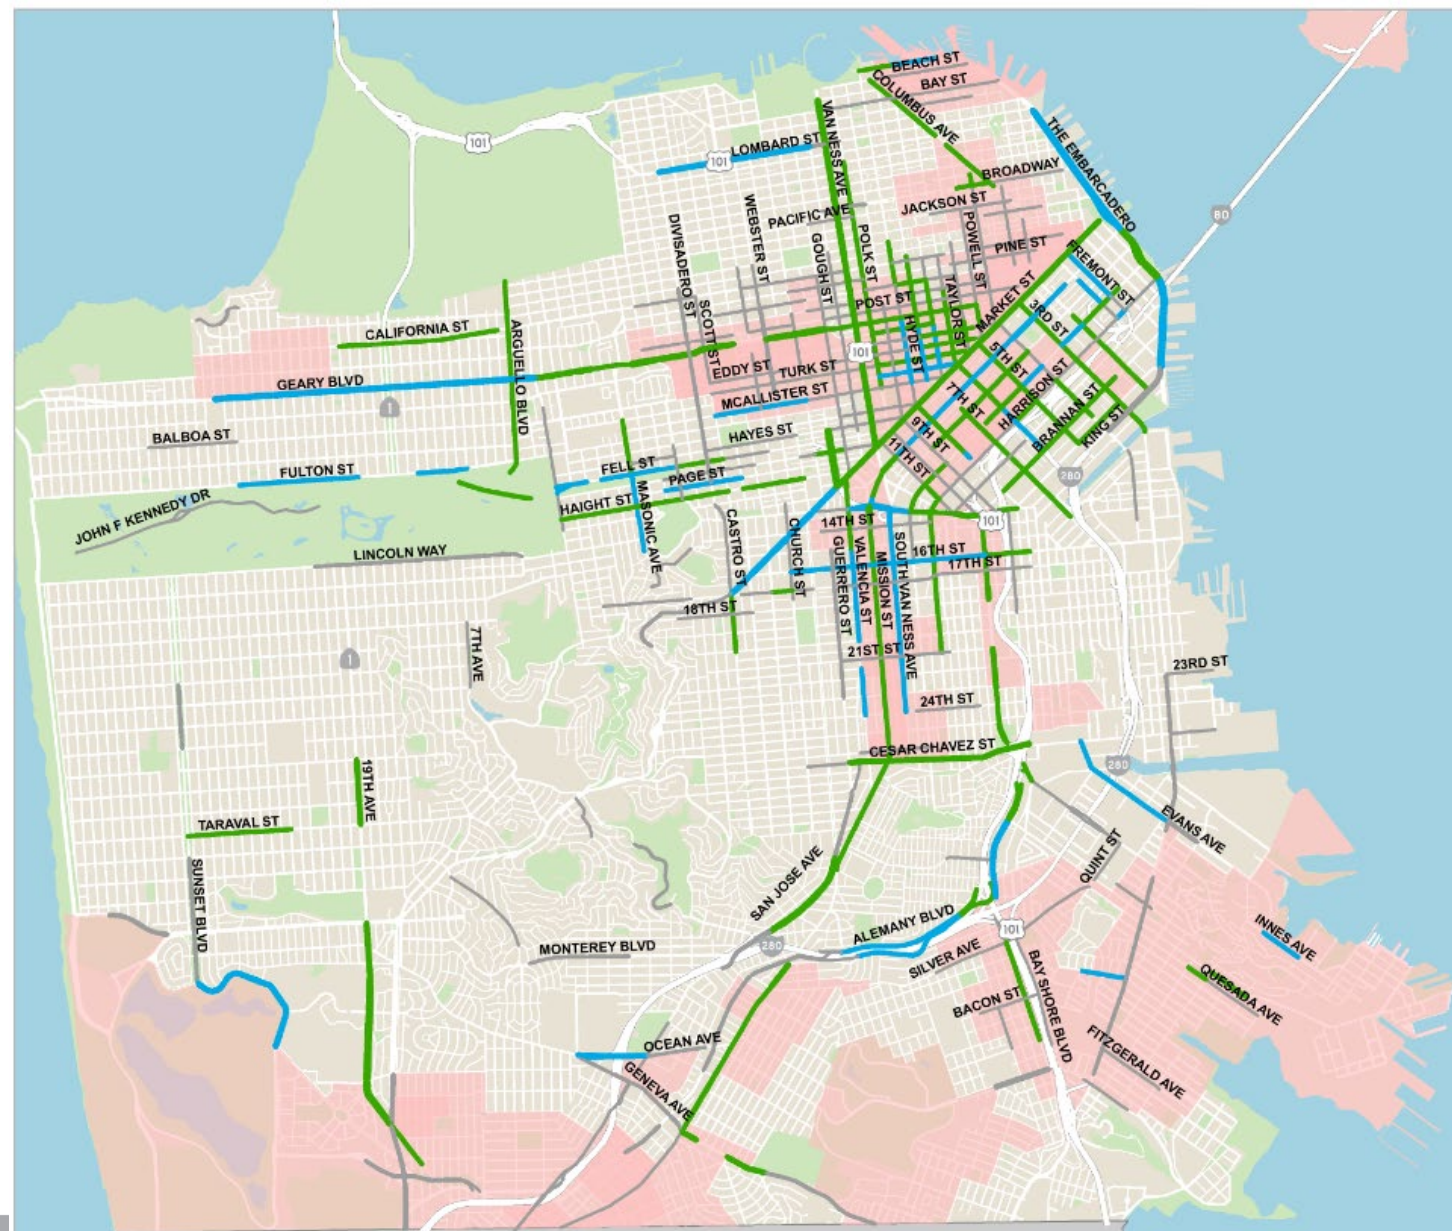 BEACH ST
BAY ST
COLUMBUS AVE
VAN NESS AVE
THE EMBARCADERO
101
LOMBARD ST
101
BROADWAY
JACKSON ST
PACIFIC AVE
WEBSTER ST
DIVISADERO ST
POLK ST
GOUGH ST
POWELL ST
PINE ST
80
FREMONT ST
MARKET ST
POST ST
TAYLOR ST
3RD ST
HYDE ST
SCOTT ST
CALIFORNIA ST
ARGUELLO BLVD
101
5TH ST
EDDY ST
TURK ST
HARRISON ST
GEARY BLVD
MCALLISTER ST
7TH ST
1
BRANNAN ST
KING ST
9TH ST
BALBOA ST
HAYES ST
11TH ST
FULTON ST
FELL ST
PAGE ST
280
MASONIC AVE
HAIGHT ST
JOHN F KENNEDY DR
CASTRO ST
CHURCH ST
14TH ST
101
LINCOLN WAY
GUERRERO ST
VALENCIA ST
MISSION ST
SOUTH VAN NESS AVE
16TH ST
17TH ST
18TH ST
7TH AVE
1
21ST ST
23RD ST
24TH ST
CESAR CHAVEZ ST
280
19TH AVE
TARAVAL ST
EVANS AVE
QUINT ST
SUNSET BLVD
SAN JOSE AVE
ALEMANY BLVD
101
INNES AVE
MONTEREY BLVD
280
SILVER AVE
BAY SHORE BLVD
QUESADA AVE
BACON ST
OCEAN AVE
GENEVA AVE
FITZGERALD AVE